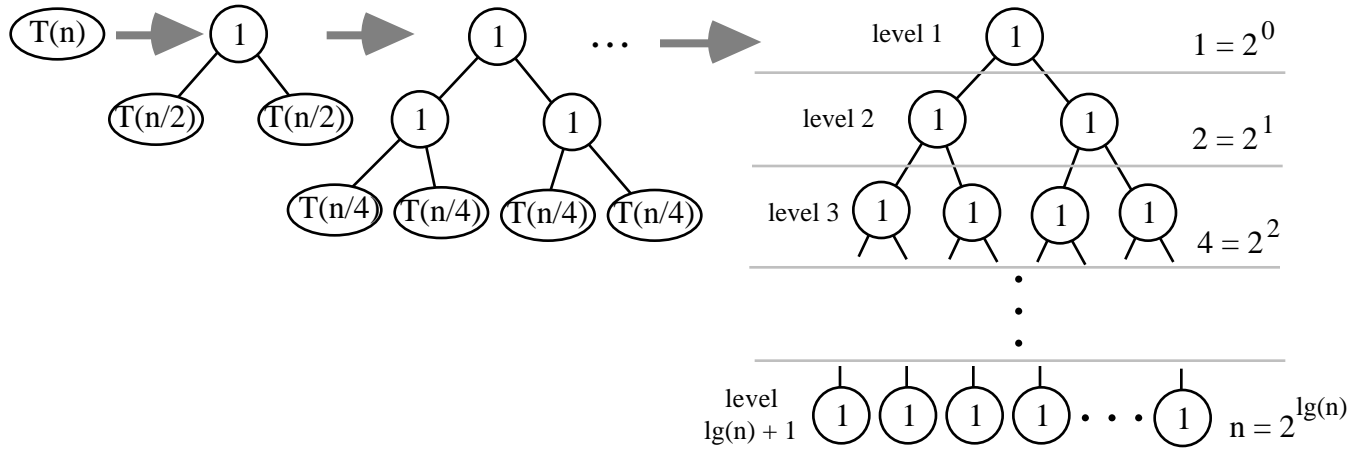 T(n) 1 1 ... level 1 1 1 = 2^0
T(n/2) T(n/2) 1 1 level 2 1 1 2 = 2^1
T(n/4) T(n/4) T(n/4) T(n/4) level 3 1 1 1 1 4 = 2^2
level
lg(n) + 1 1 1 1 1 ... 1 n = 2^lg(n)